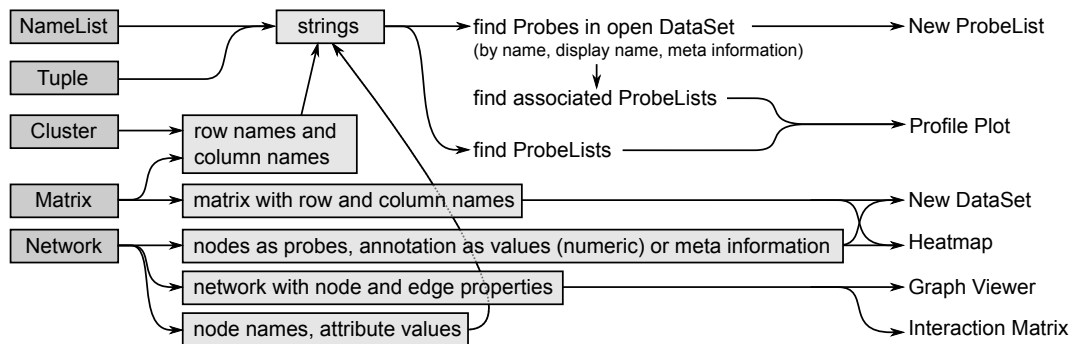 NameList
strings
find Probes in open DataSet
New ProbeList
(by name, display name, meta information)
Tuple
find associated ProbeLists
Cluster
row names and
column names
Profile Plot
find ProbeLists
Matrix
matrix with row and column names
New DataSet
Network
nodes as probes, annotation as values (numeric) or meta information
Heatmap
network with node and edge properties
Graph Viewer
node names, attribute values
Interaction Matrix